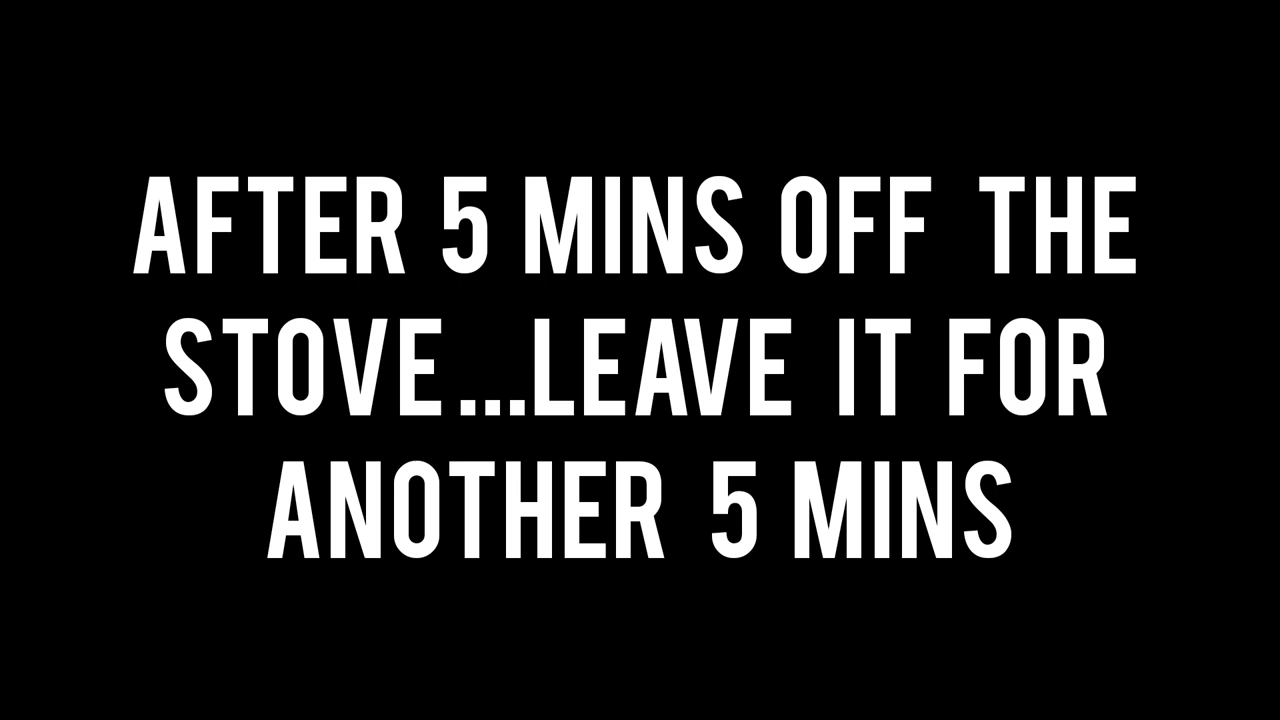 AFTER 5 MINS OFF THE
STOVE...LEAVE IT FOR
ANOTHER 5 MINS